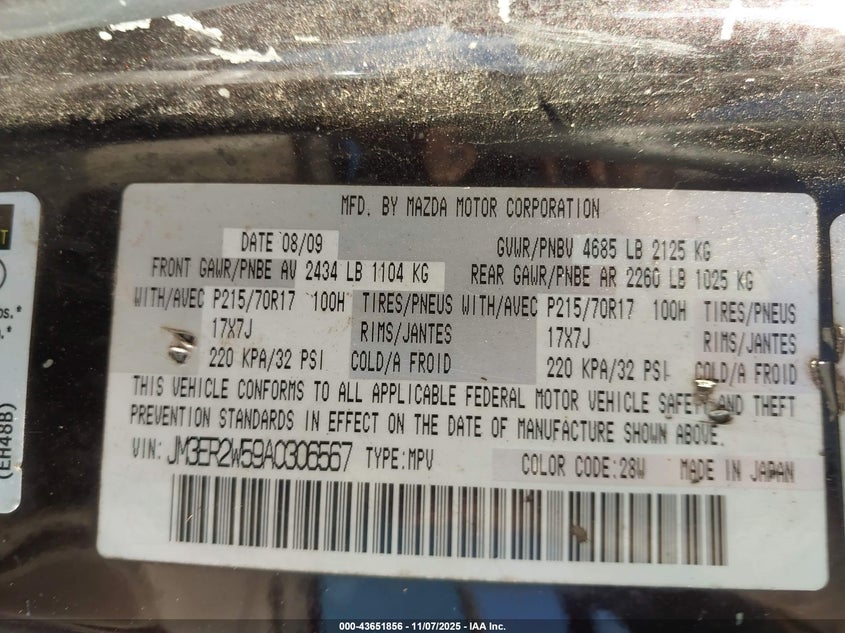 MFD. BY MAZDA MOTOR CORPORATION
DATE 08/09 GVWR/PNBV 4685 LB 2125 KG
FRONT GAWR/PNBE AV 2434 LB 1104 KG REAR GAWR/PNBE AR 2260 LB 1025 KG
WITH/AVEC P215/70R17 100H TIRES/PNEUS WITH/AVEC P215/70R17 100H TIRES/PNEUS
17X7J RIMS/JANTES 17X7J RIMS/JANTES
220 KPA/32 PSI COLD/A FROID 220 KPA/32 PSI COLD/A FROID
THIS VEHICLE CONFORMS TO ALL APPLICABLE FEDERAL MOTOR VEHICLE SAFETY AND THEFT
PREVENTION STANDARDS IN EFFECT ON THE DATE OF MANUFACTURE SHOWN ABOVE.
VIN: JM3ER2W59A0306567 TYPE:MPV COLOR CODE:28W MADE IN JAPAN
(EH48B)
000-43651856 - 11/07/2025 - IAA Inc.